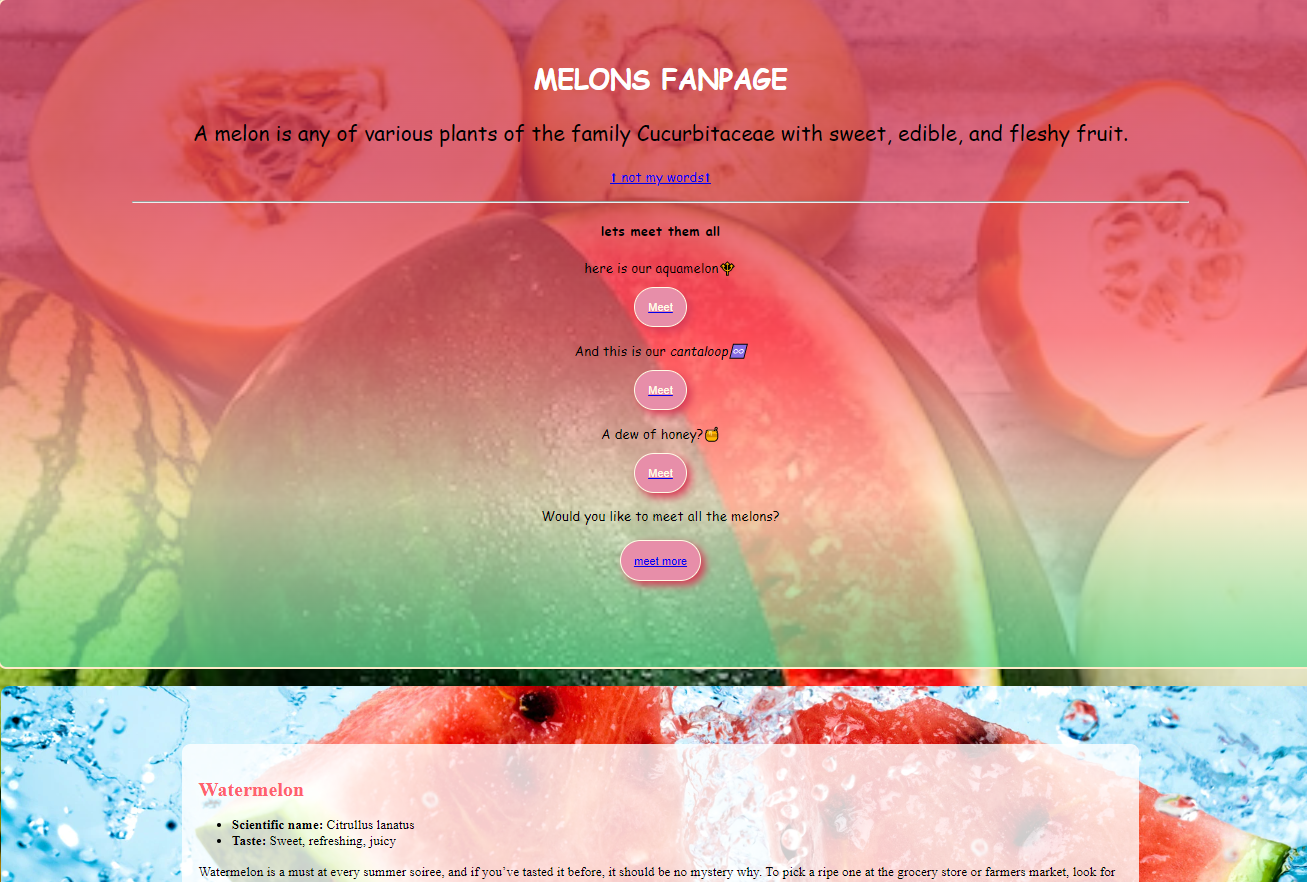 MELONS FANPAGE
A melon is any of various plants of the family Cucurbitaceae with sweet, edible, and fleshy fruit.
↑ not my words↑
lets meet them all
here is our aquamelon🔱
Meet
And this is our cantaloop♾️
Meet
A dew of honey?🍯
Meet
Would you like to meet all the melons?
meet more
Watermelon
• Scientific name: Citrullus lanatus
• Taste: Sweet, refreshing, juicy
Watermelon is a must at every summer soiree, and if you’ve tasted it before, it should be no mystery why. To pick a ripe one at the grocery store or farmers market, look for